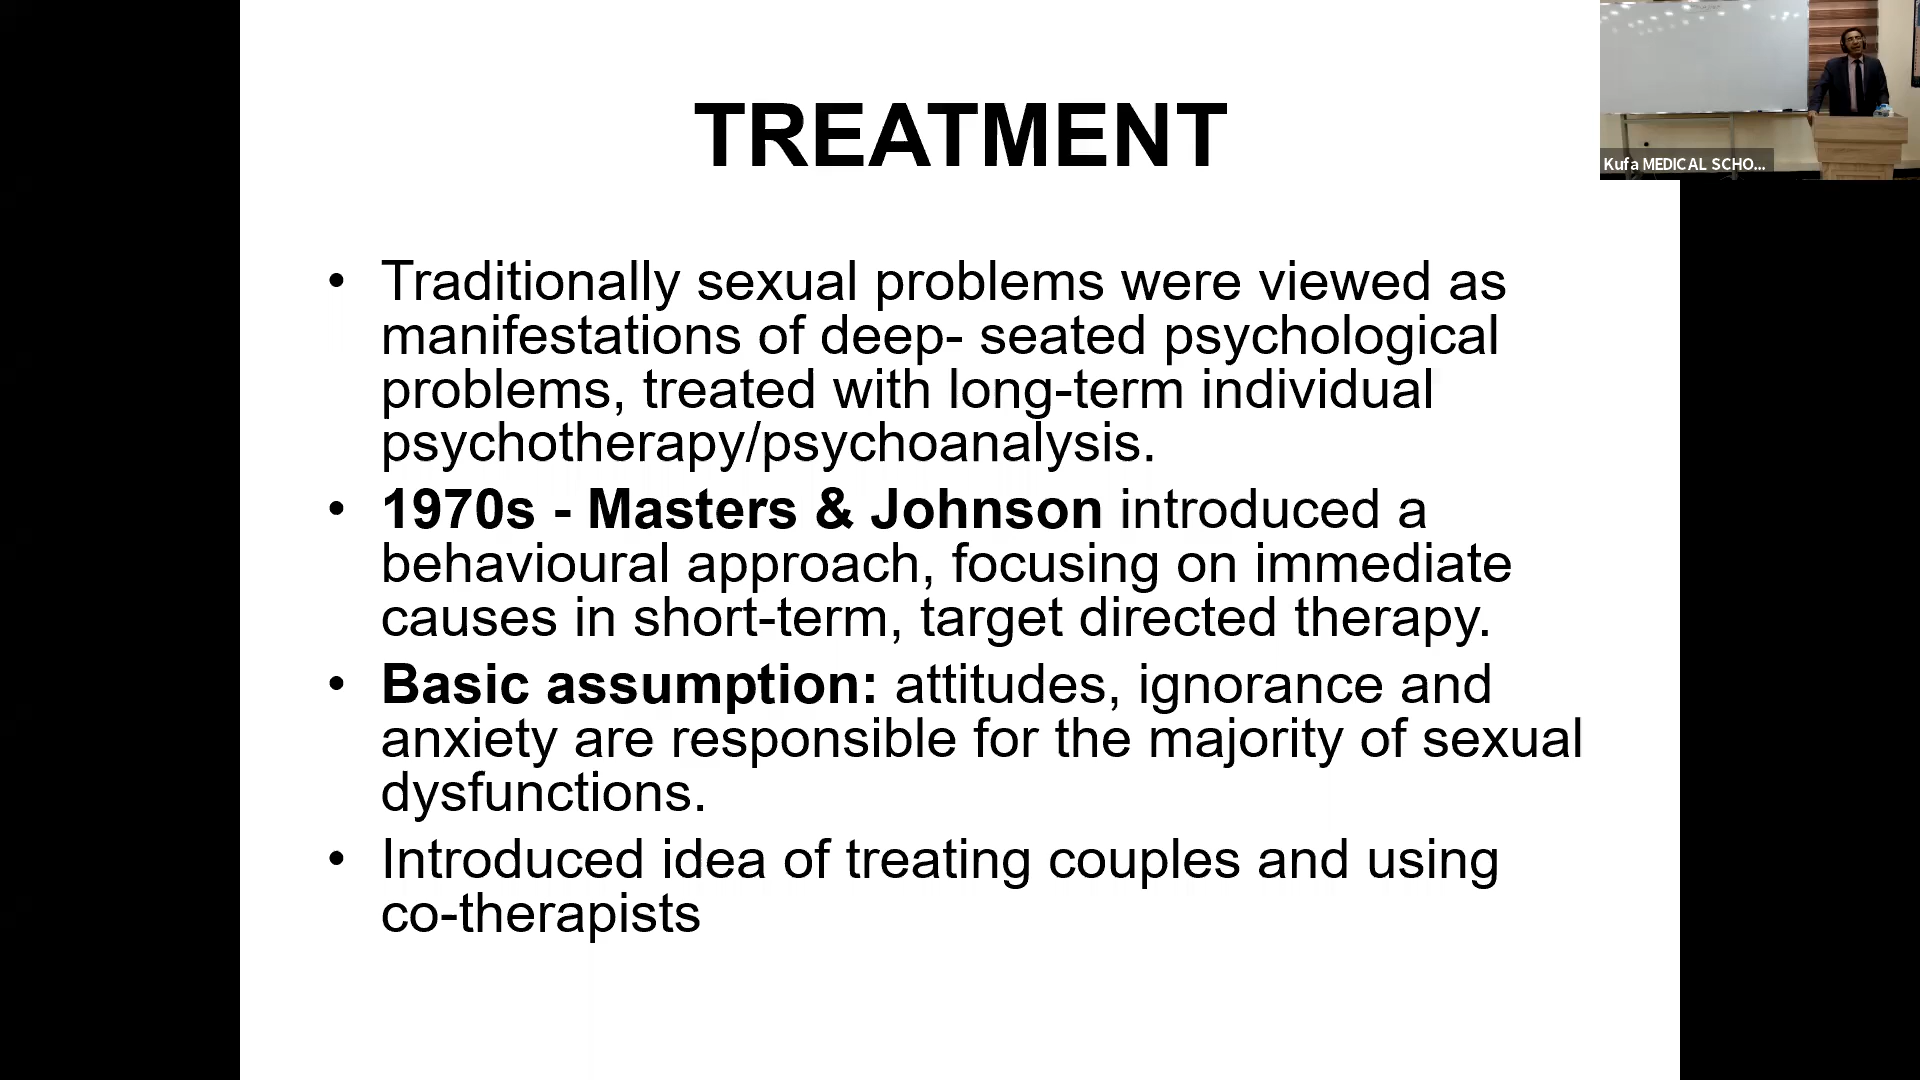 TREATMENT
• Traditionally sexual problems were viewed as
manifestations of deep- seated psychological
problems, treated with long-term individual
psychotherapy/psychoanalysis.
• 1970s - Masters & Johnson introduced a
behavioural approach, focusing on immediate
causes in short-term, target directed therapy.
• Basic assumption: attitudes, ignorance and
anxiety are responsible for the majority of sexual
dysfunctions.
• Introduced idea of treating couples and using
co-therapists
Kufa MEDICAL SCHO...